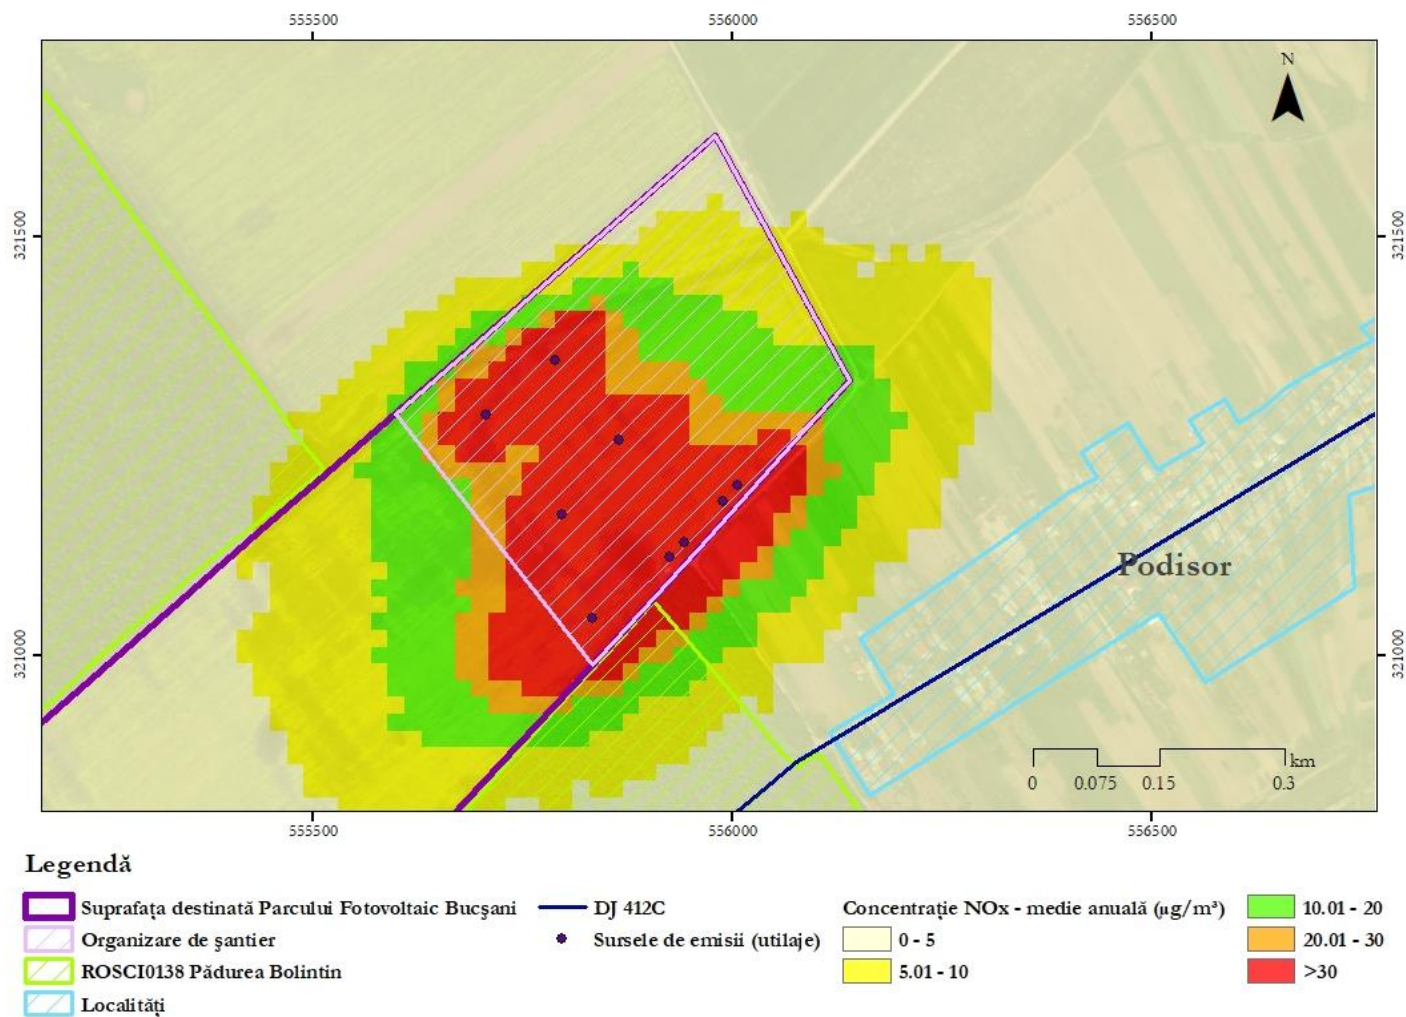 555500 556000 556500
N
321500 321500
Podisor
321000 321000
km
0 0.075 0.15 0.3
555500 556000 556500
Legendă
Suprafața destinată Parcului Fotovoltaic Bucșani
Organizare de șantier
ROSCI0138 Pădurea Bolintin
Localități
DJ 412C
Sursele de emisii (utilaje)
Concentrație NOx - medie anuală (µg/m³)
0 - 5
5.01 - 10
10.01 - 20
20.01 - 30
>30